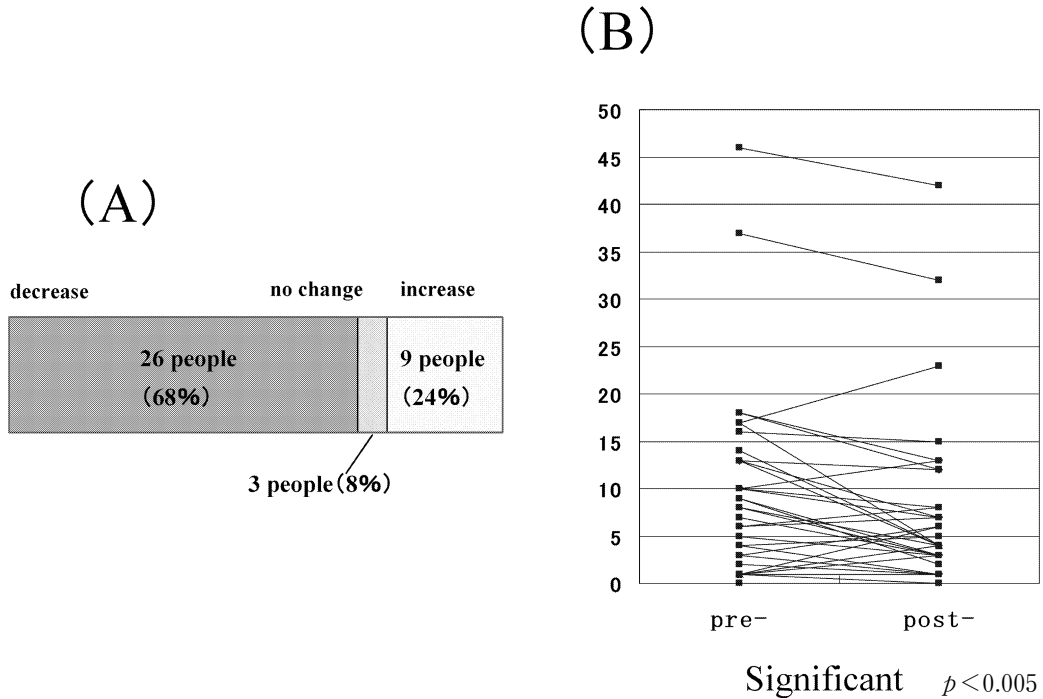 (A)
decrease no change increase
26 people
(68%)
9 people
(24%)
3 people(8%)
(B)
50
45
40
35
30
25
20
15
10
5
0
pre- post-
Significant p<0.005